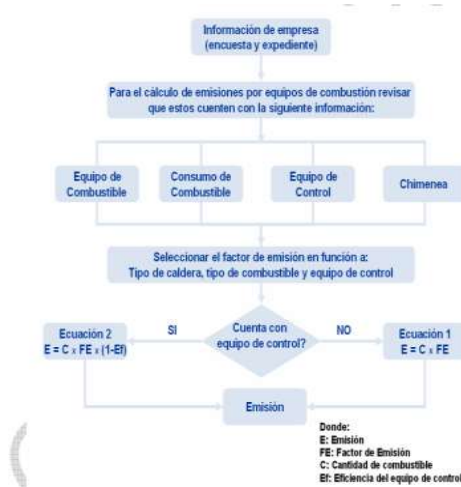 Información de empresa
(encuesta y expediente)
Para el cálculo de emisiones por equipos de combustión revisar
que estos cuenten con la siguiente información:
Equipo de
Combustible
Consumo de
Combustible
Equipo de
Control
Chimenea
Seleccionar el factor de emisión en función a:
Tipo de caldera, tipo de combustible y equipo de control
Ecuación 2
E = C x FE x (1-Ef)
SI
Cuenta con
equipo de control?
NO
Ecuación 1
E = C x FE
Emisión
Donde:
E: Emisión
FE: Factor de Emisión
C: Cantidad de combustible
Ef: Eficiencia del equipo de control